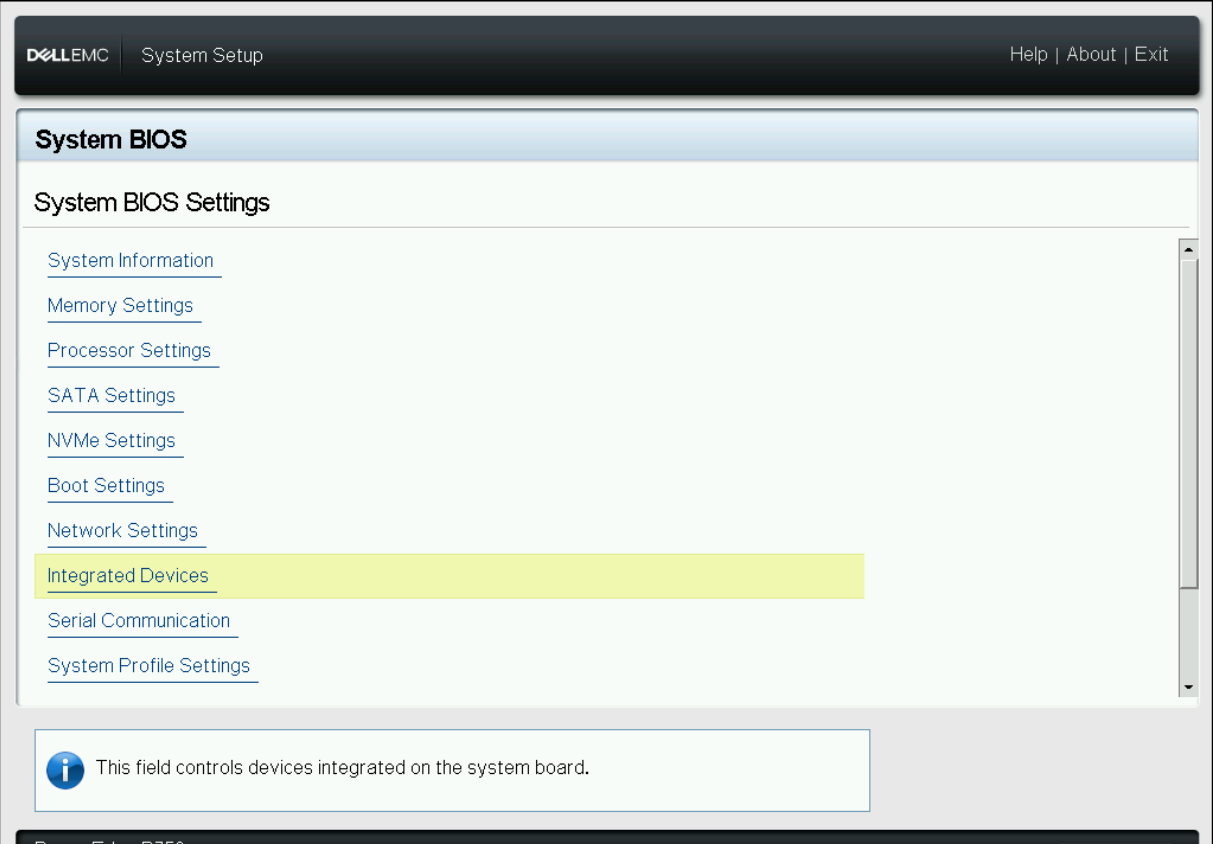 DELLEMC System Setup Help | About | Exit
System BIOS
System BIOS Settings
System Information
Memory Settings
Processor Settings
SATA Settings
NVMe Settings
Boot Settings
Network Settings
Integrated Devices
Serial Communication
System Profile Settings
This field controls devices integrated on the system board.